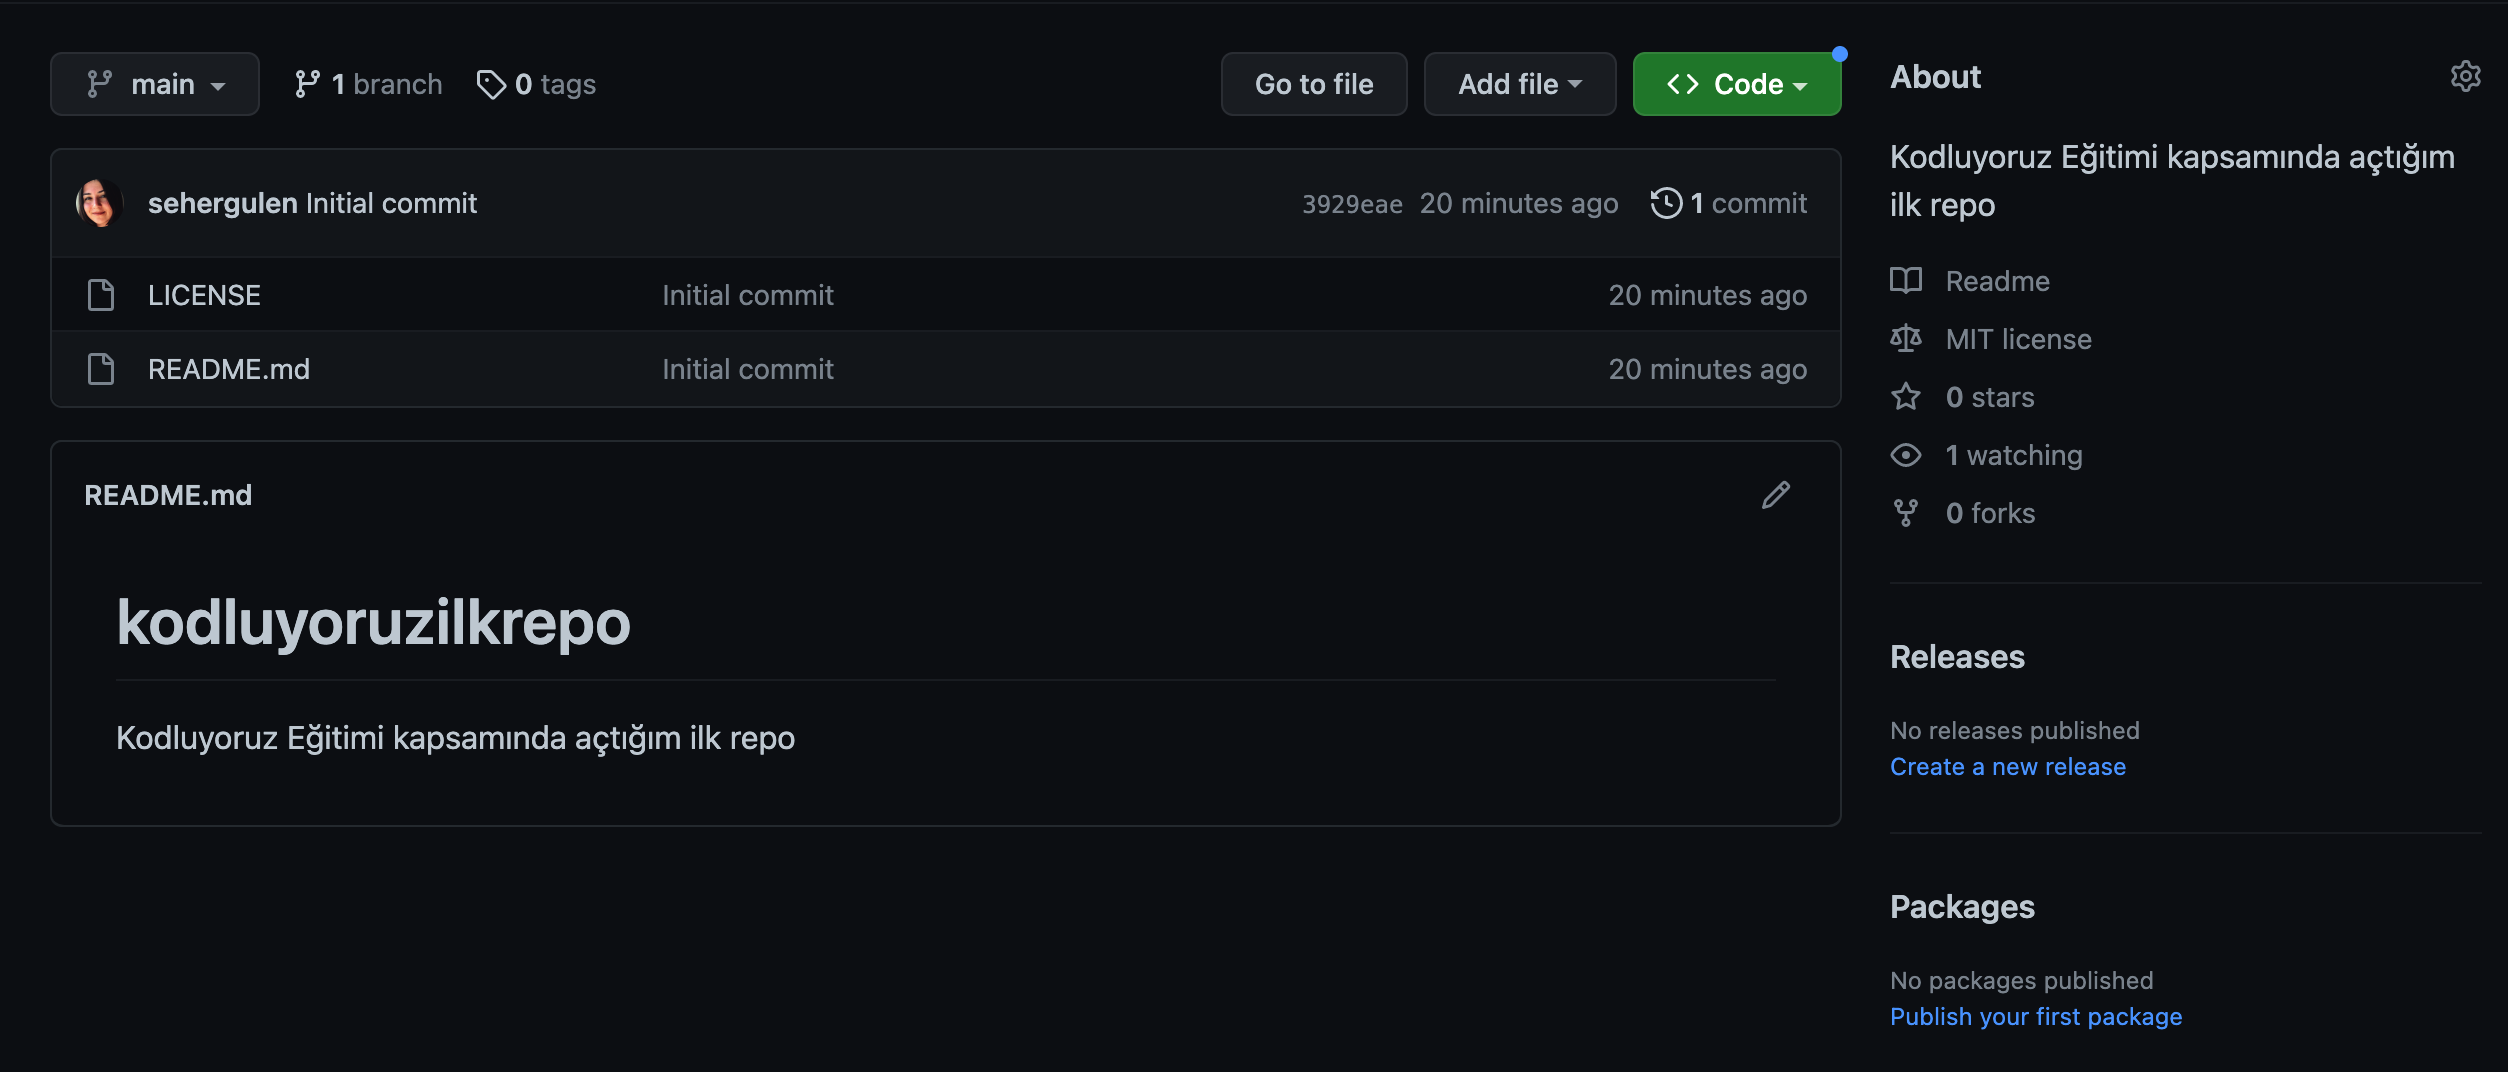 main
1 branch
0 tags
Go to file
Add file
Code
sehergulen Initial commit
3929eae 20 minutes ago
1 commit
LICENSE
Initial commit
20 minutes ago
README.md
Initial commit
20 minutes ago
README.md
kodluyoruzilkrepo
Kodluyoruz Eğitimi kapsamında açtığım ilk repo
About
Kodluyoruz Eğitimi kapsamında açtığım
ilk repo
Readme
MIT license
0 stars
1 watching
0 forks
Releases
No releases published
Create a new release
Packages
No packages published
Publish your first package